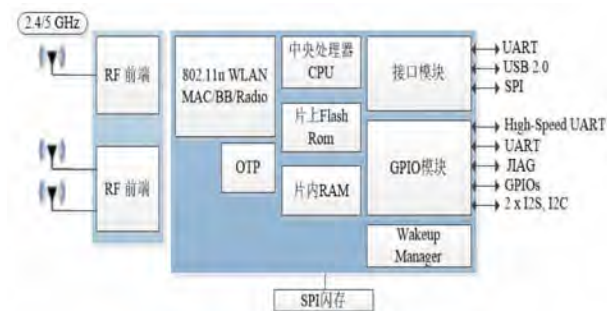 2.4/5 GHz
RF 前端
RF 前端
802.11n WLAN
MAC/BB/Radio
OTP
中央处理器
CPU
片上Flash
Rom
片内RAM
接口模块
GPIO模块
Wakeup
Manager
UART
USB 2.0
SPI
High-Speed UART
UART
JIAG
GPIOs
2 x I2S, I2C
SPI闪存